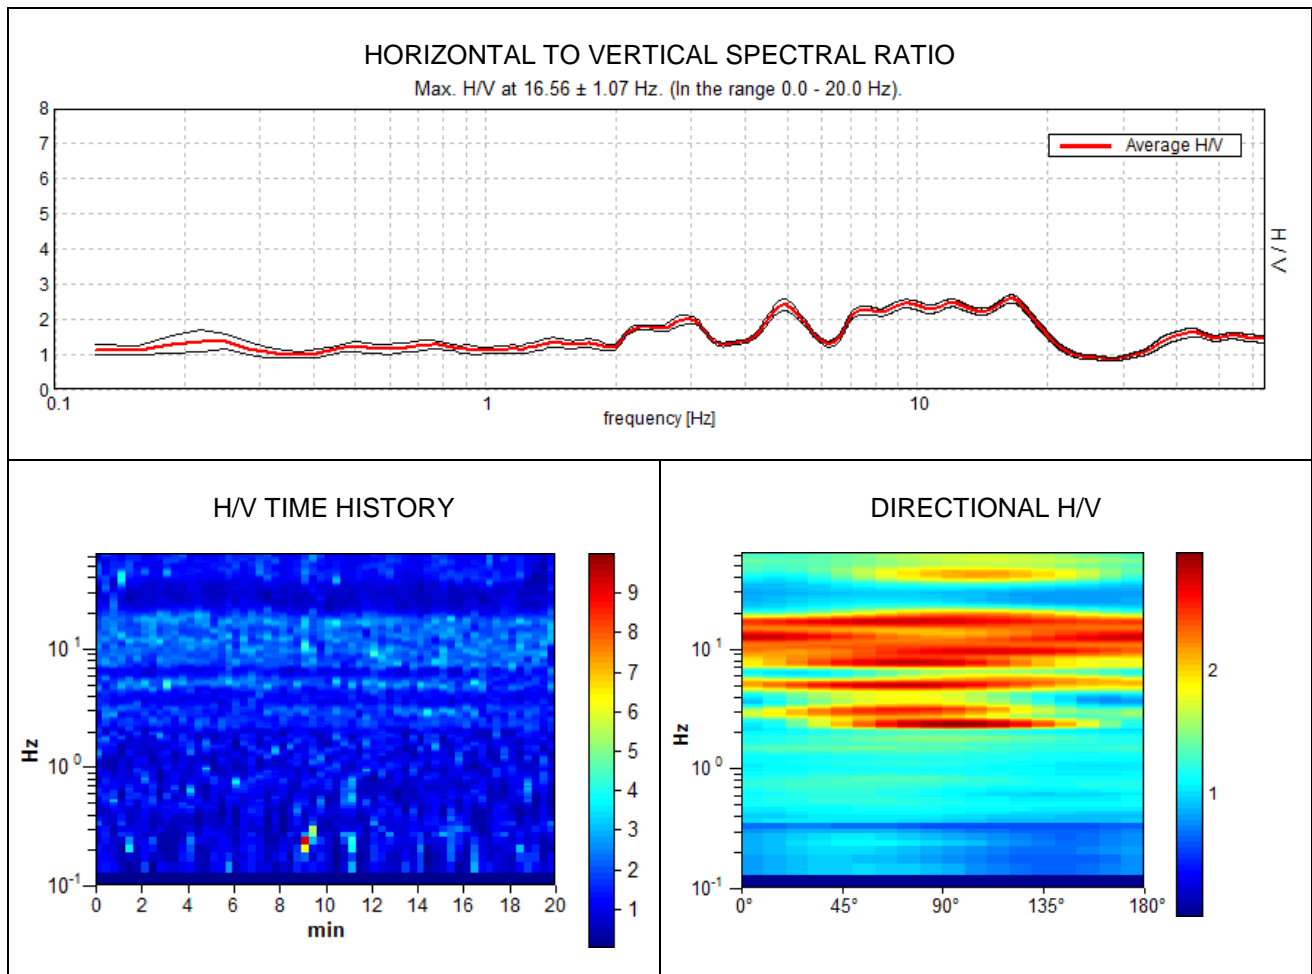 HORIZONTAL TO VERTICAL SPECTRAL RATIO
Max. H/V at 16.56 ± 1.07 Hz. (In the range 0.0 - 20.0 Hz).
8
7
6
5
4
3
2
1
0
Average H/V
H / V
0.1 1 10
frequency [Hz]
H/V TIME HISTORY
10¹
10⁰
10⁻¹
Hz
0 2 4 6 8 10 12 14 16 18 20
min
9
8
7
6
5
4
3
2
1
DIRECTIONAL H/V
10¹
10⁰
10⁻¹
Hz
0° 45° 90° 135° 180°
2
1